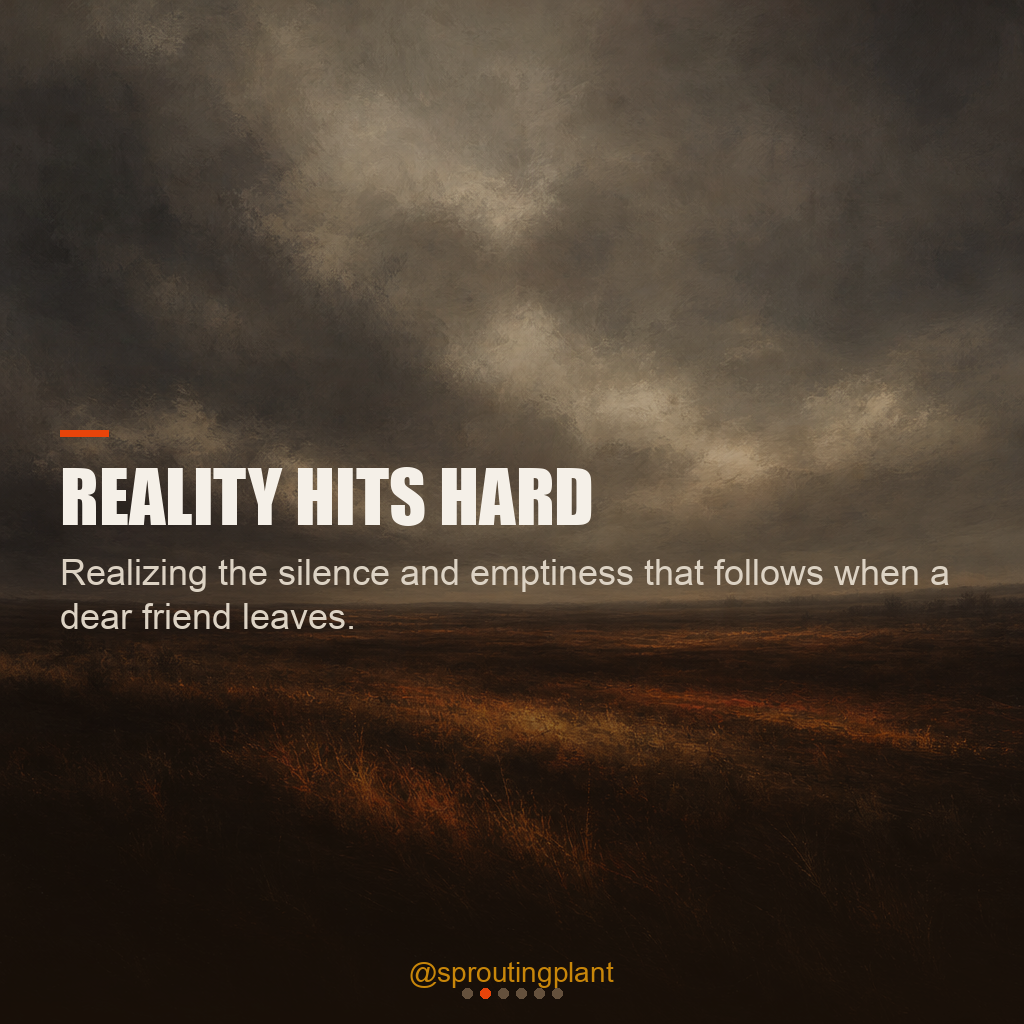 REALITY HITS HARD
Realizing the silence and emptiness that follows when a
dear friend leaves.
@sproutingplant